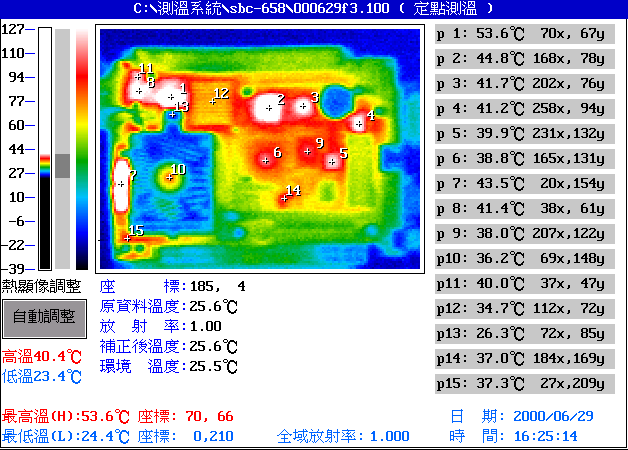 C:\測溫系統\sbc-658\000629f3.100 ( 定點測溫 )
127
110
94
77
60
44
27
10
-6
-22
-39
熱顯像調整
自動調整
高溫40.4℃
低溫23.4℃
11
8
1
13
12
2
3
4
9
6
5
7
10
14
15
座　　標:185, 4
原資料溫度:25.6℃
放 射 率:1.00
補正後溫度:25.6℃
環境 溫度:25.5℃
p 1: 53.6℃ 70x, 67y
p 2: 44.8℃ 168x, 78y
p 3: 41.7℃ 202x, 76y
p 4: 41.2℃ 258x, 94y
p 5: 39.9℃ 231x,132y
p 6: 38.8℃ 165x,131y
p 7: 43.5℃ 20x,154y
p 8: 41.4℃ 38x, 61y
p 9: 38.0℃ 207x,122y
p10: 36.2℃ 69x,148y
p11: 40.0℃ 37x, 47y
p12: 34.7℃ 112x, 72y
p13: 26.3℃ 72x, 85y
p14: 37.0℃ 184x,169y
p15: 37.3℃ 27x,209y
最高溫(H):53.6℃ 座標: 70, 66
最低溫(L):24.4℃ 座標: 0,210
全域放射率: 1.000
日 期: 2000/06/29
時 間: 16:25:14